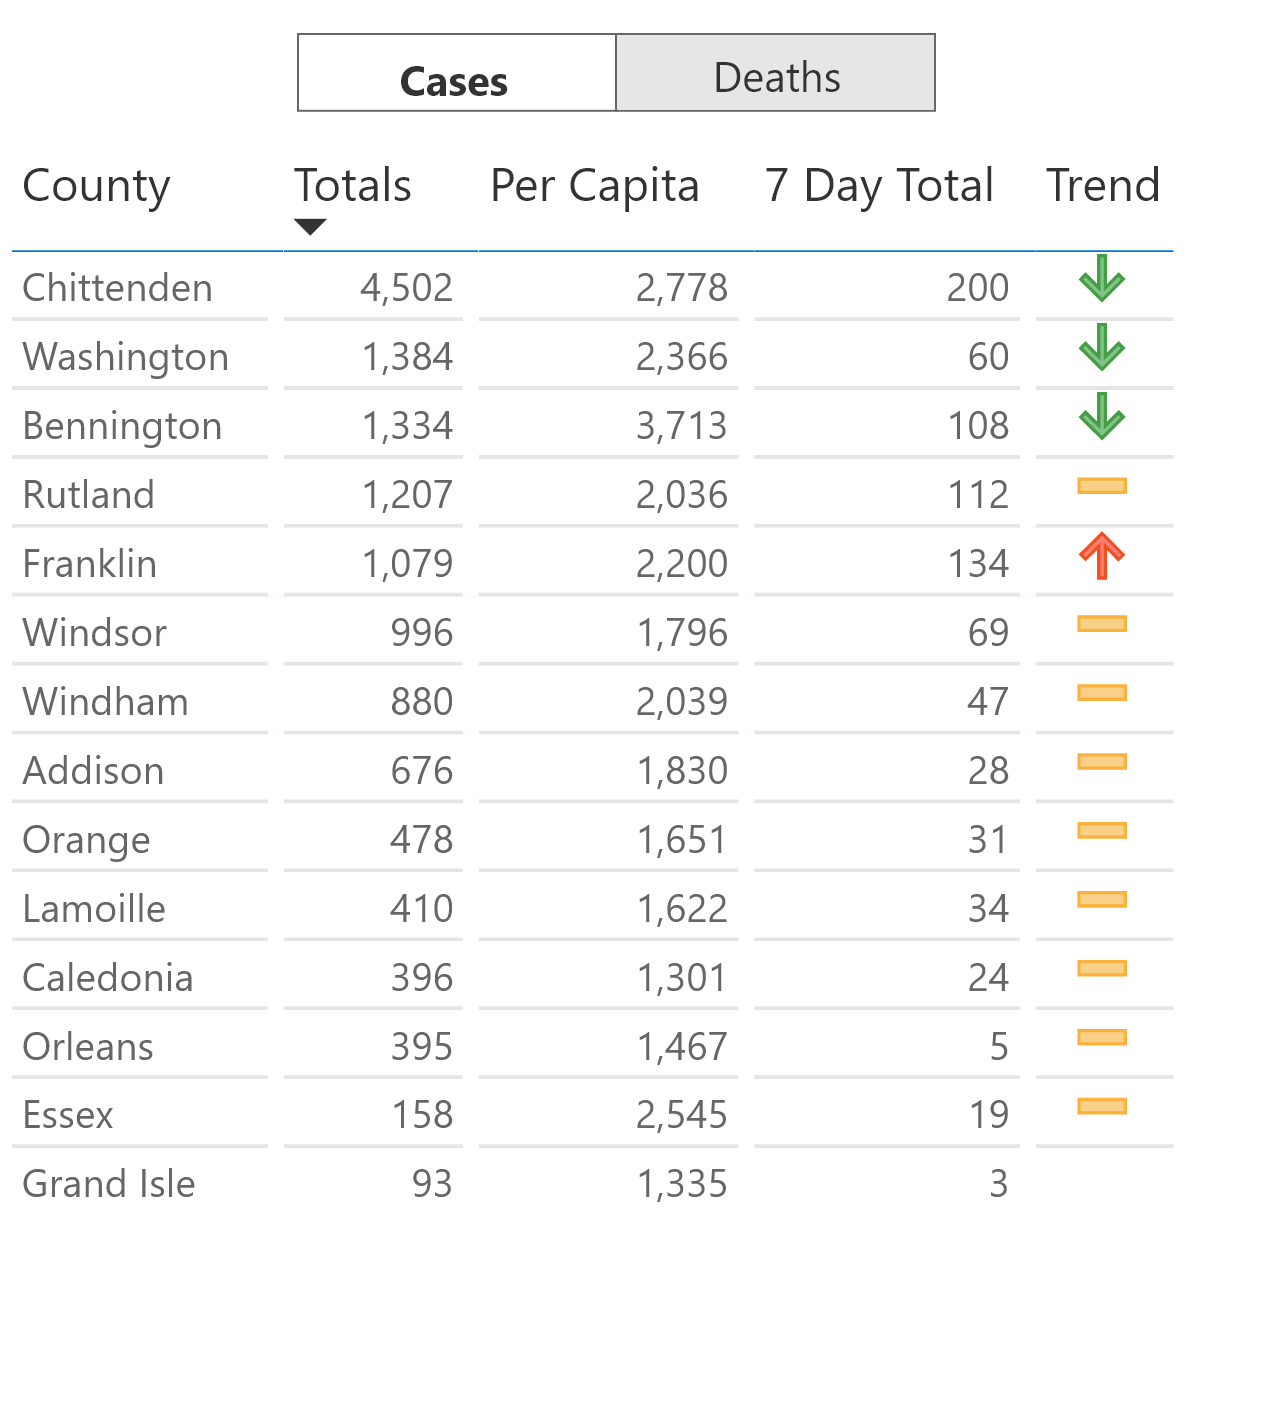 Cases Deaths
County Totals Per Capita 7 Day Total Trend
Chittenden 4,502 2,778 200
Washington 1,384 2,366 60
Bennington 1,334 3,713 108
Rutland 1,207 2,036 112
Franklin 1,079 2,200 134
Windsor 996 1,796 69
Windham 880 2,039 47
Addison 676 1,830 28
Orange 478 1,651 31
Lamoille 410 1,622 34
Caledonia 396 1,301 24
Orleans 395 1,467 5
Essex 158 2,545 19
Grand Isle 93 1,335 3